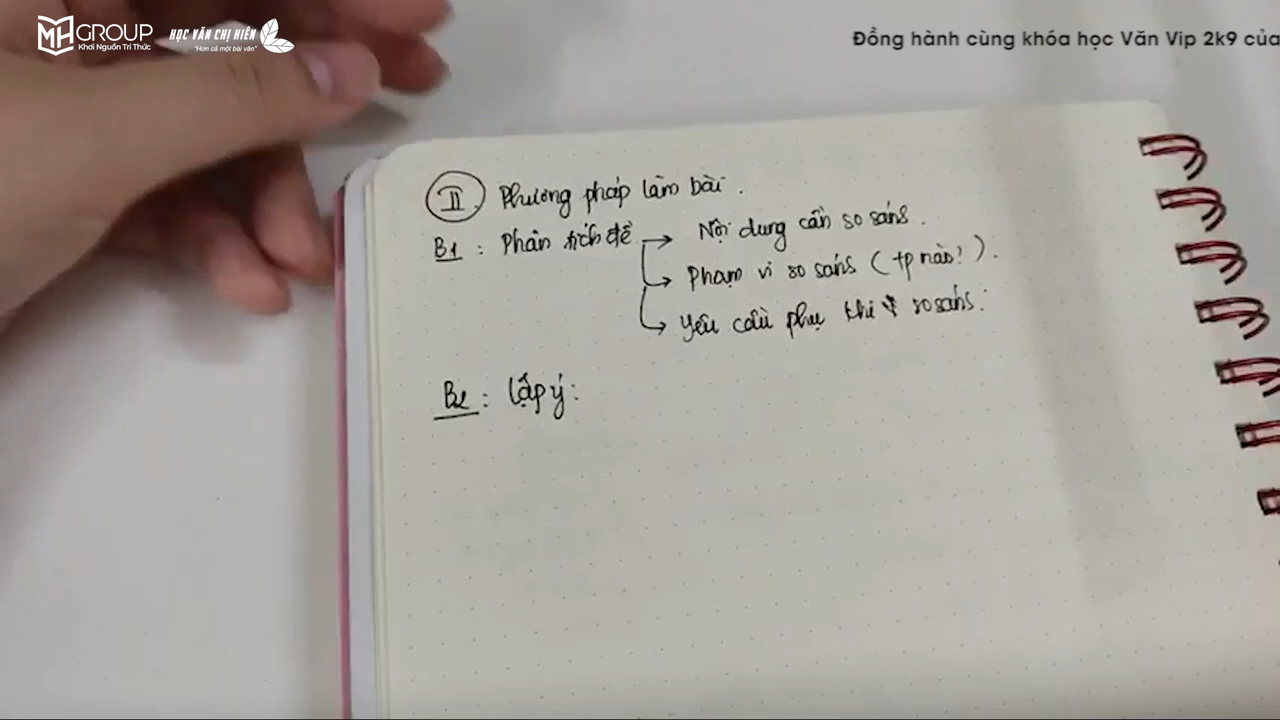 MH GROUP
Khơi Nguồn Tri Thức
HỌC VĂN CHỊ HIÊN
"Hơn cả một bài văn"
Đồng hành cùng khóa học Văn Vip 2k9 của
II. Phương pháp làm bài.
B1 : Phân tích đề → Nội dung cần so sánh.
→ Phạm vi so sánh (tp nào?).
→ Yêu cầu phụ khi so sánh.
B2 : Lập ý: